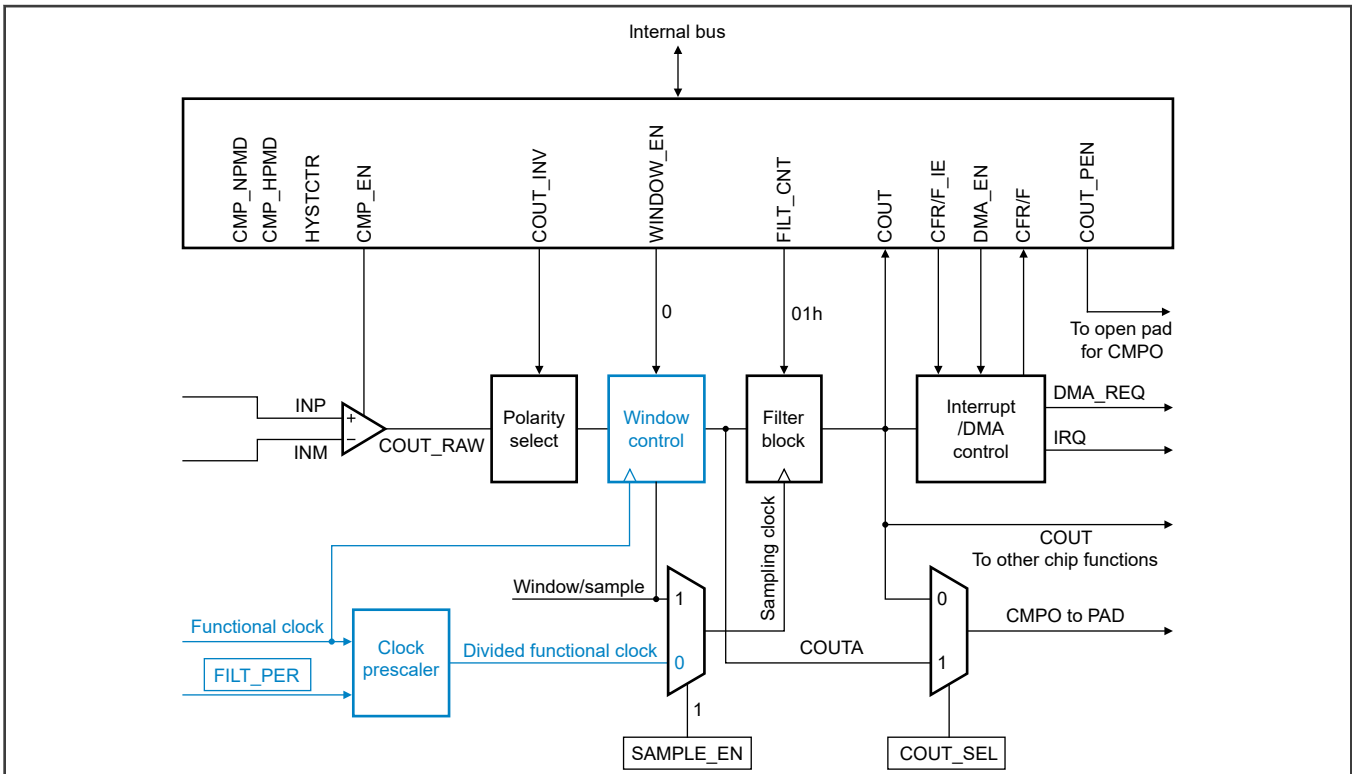 Internal bus
CMP_NPMD
CMP_HPMD
HYSTCTR
CMP_EN
COUT_INV
WINDOW_EN
FILT_CNT
COUT
CFR/F_IE
DMA_EN
CFR/F
COUT_PEN
0
01h
To open pad
for CMPO
INP
+
INM
−
COUT_RAW
Polarity
select
Window
control
Filter
block
Interrupt
/DMA
control
DMA_REQ
IRQ
Sampling clock
COUT
To other chip functions
Window/sample
1
0
CMPO to PAD
Functional clock
FILT_PER
Clock
prescaler
Divided functional clock
0
COUTA
1
1
SAMPLE_EN
COUT_SEL